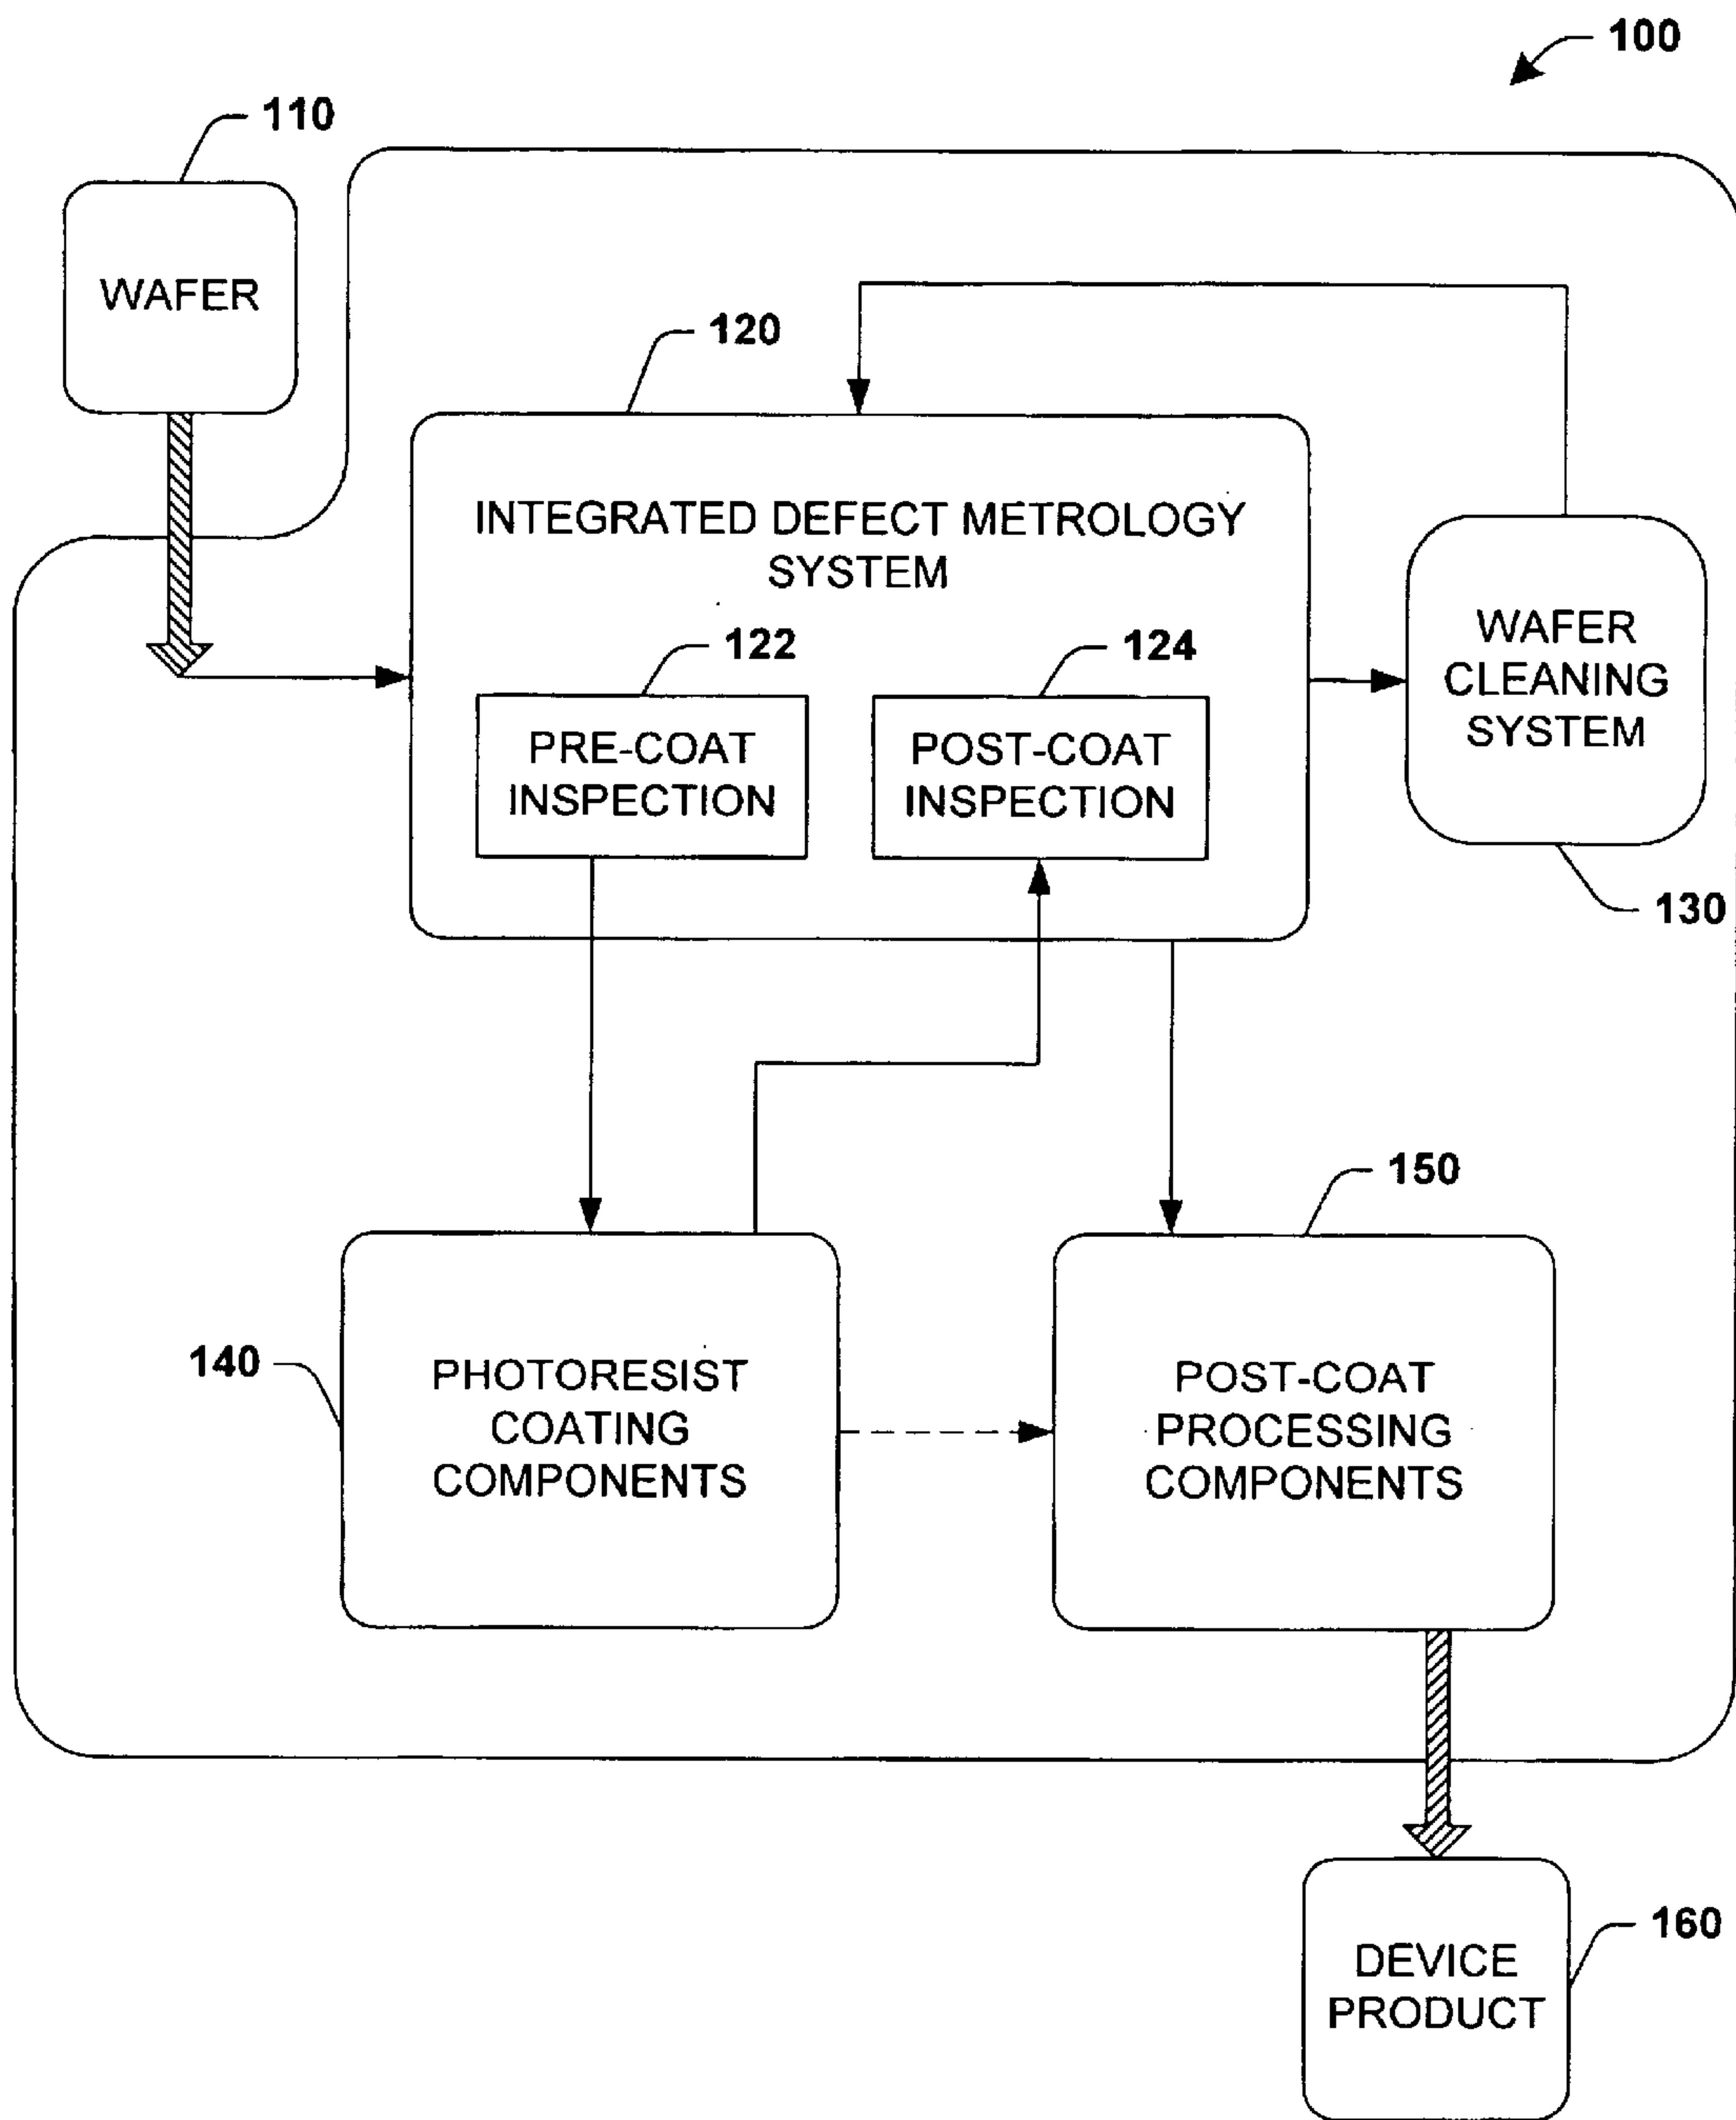 100
110
WAFER
120
INTEGRATED DEFECT METROLOGY
SYSTEM
122
124
PRE-COAT
INSPECTION
POST-COAT
INSPECTION
WAFER
CLEANING
SYSTEM
130
150
140
PHOTORESIST
COATING
COMPONENTS
POST-COAT
PROCESSING
COMPONENTS
160
DEVICE
PRODUCT